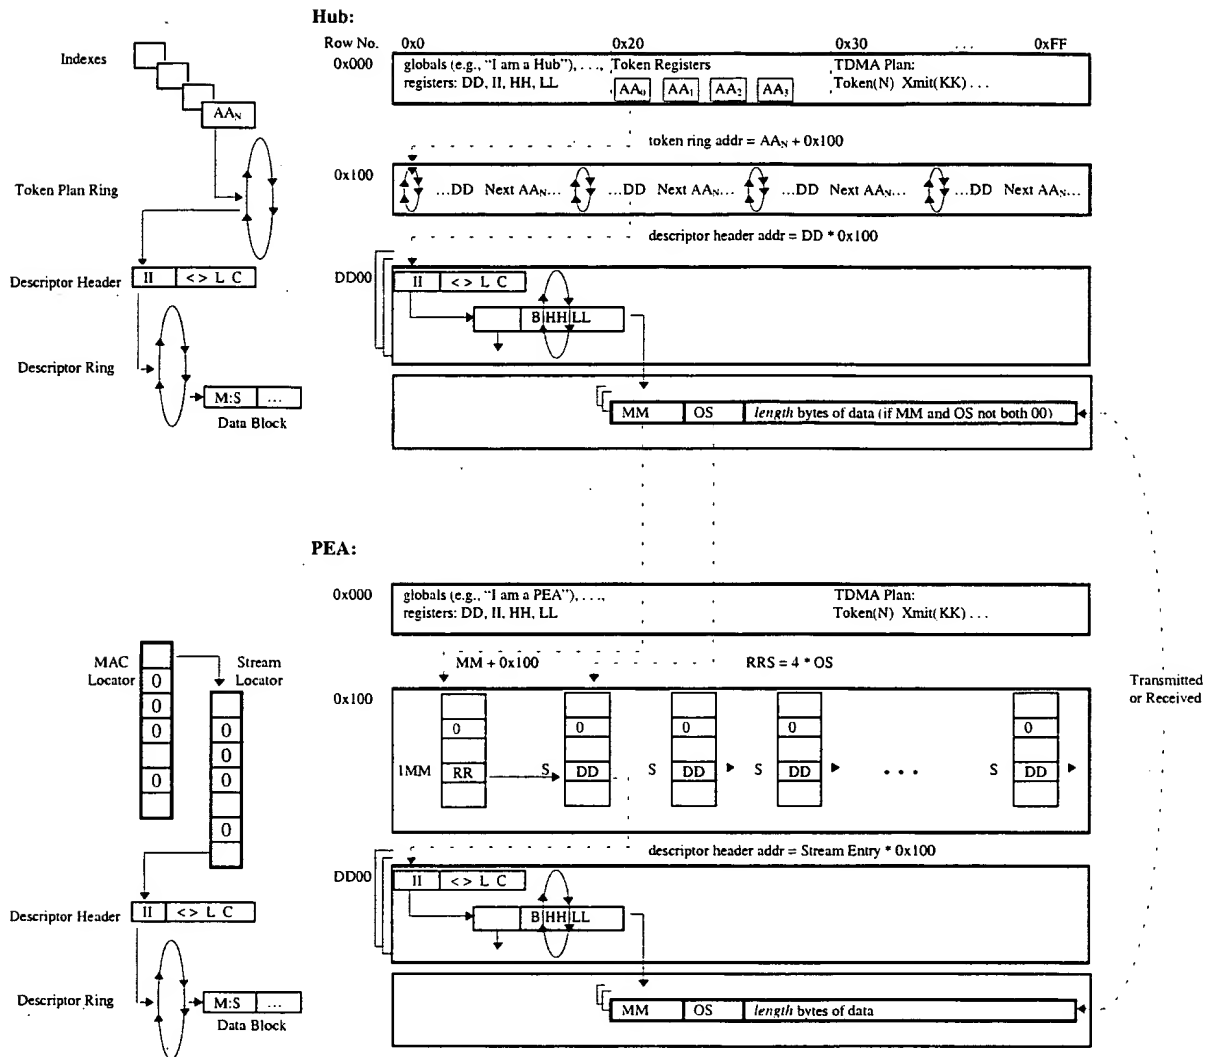 Hub:
Row No. 0x0 0x20 0x30 ... 0xFF
Indexes
AAN
0x000
globals (e.g., "I am a Hub"), . . ., Token Registers TDMA Plan:
registers: DD, II, HH, LL AA0 AA1 AA2 AA3 Token(N) Xmit(KK) . . .
token ring addr = AAN + 0x100
Token Plan Ring
0x100
...DD Next AAN... ...DD Next AAN... ...DD Next AAN... ...DD Next AAN...
descriptor header addr = DD * 0x100
Descriptor Header
II < > L C
DD00
II < > L C
B HH LL
Descriptor Ring
M:S ...
Data Block
MM OS length bytes of data (if MM and OS not both 00)
PEA:
0x000
globals (e.g., "I am a PEA"), . . .,  TDMA Plan:
registers: DD, II, HH, LL Token(N) Xmit(KK) . . .
MAC Locator
Stream Locator
0
0
0
0
0
0
0
0
MM + 0x100 RRS = 4 * OS
Transmitted
or Received
0x100
0 0 0 0 0
1MM RR S DD S DD S DD • • • S DD
descriptor header addr = Stream Entry * 0x100
Descriptor Header
II < > L C
DD00
II < > L C
B HH LL
Descriptor Ring
M:S ...
Data Block
MM OS length bytes of data